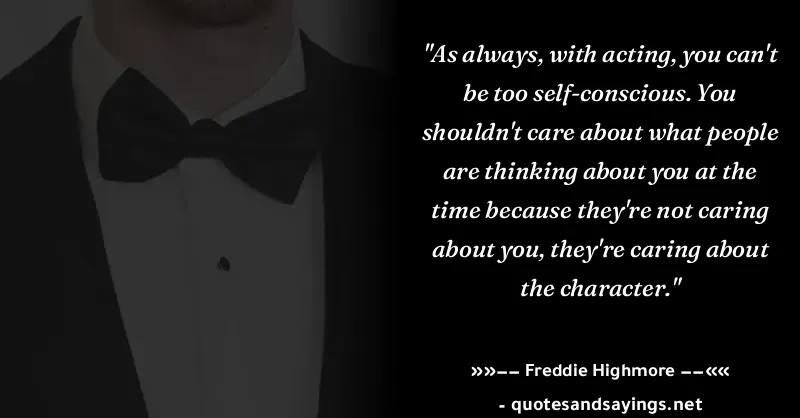 "As always, with acting, you can't
be too self-conscious. You
shouldn't care about what people
are thinking about you at the
time because they're not caring
about you, they're caring about
the character."
»»−− Freddie Highmore −−««
- quotesandsayings.net